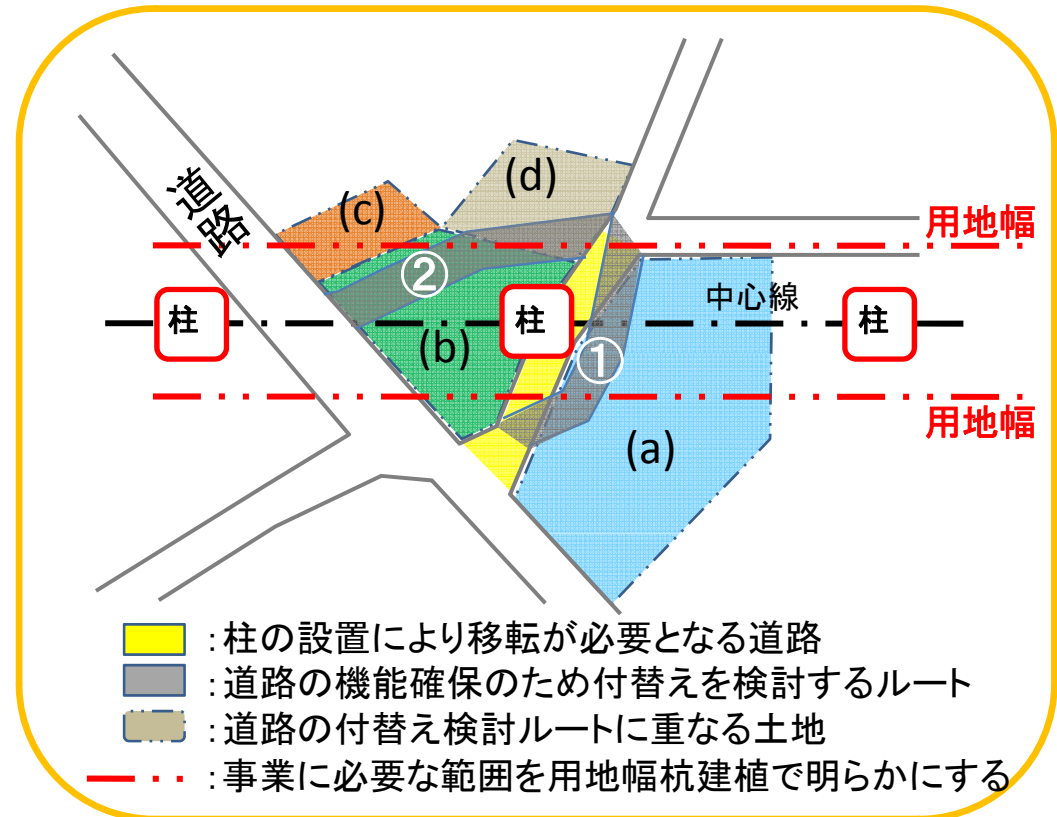 (d)
道路
(c)
用地幅
②
中心線
柱
柱
柱
(b)
①
用地幅
(a)
：柱の設置により移転が必要となる道路
：道路の機能確保のため付替えを検討するルート
：道路の付替え検討ルートに重なる土地
：事業に必要な範囲を用地幅杭建植で明らかにする